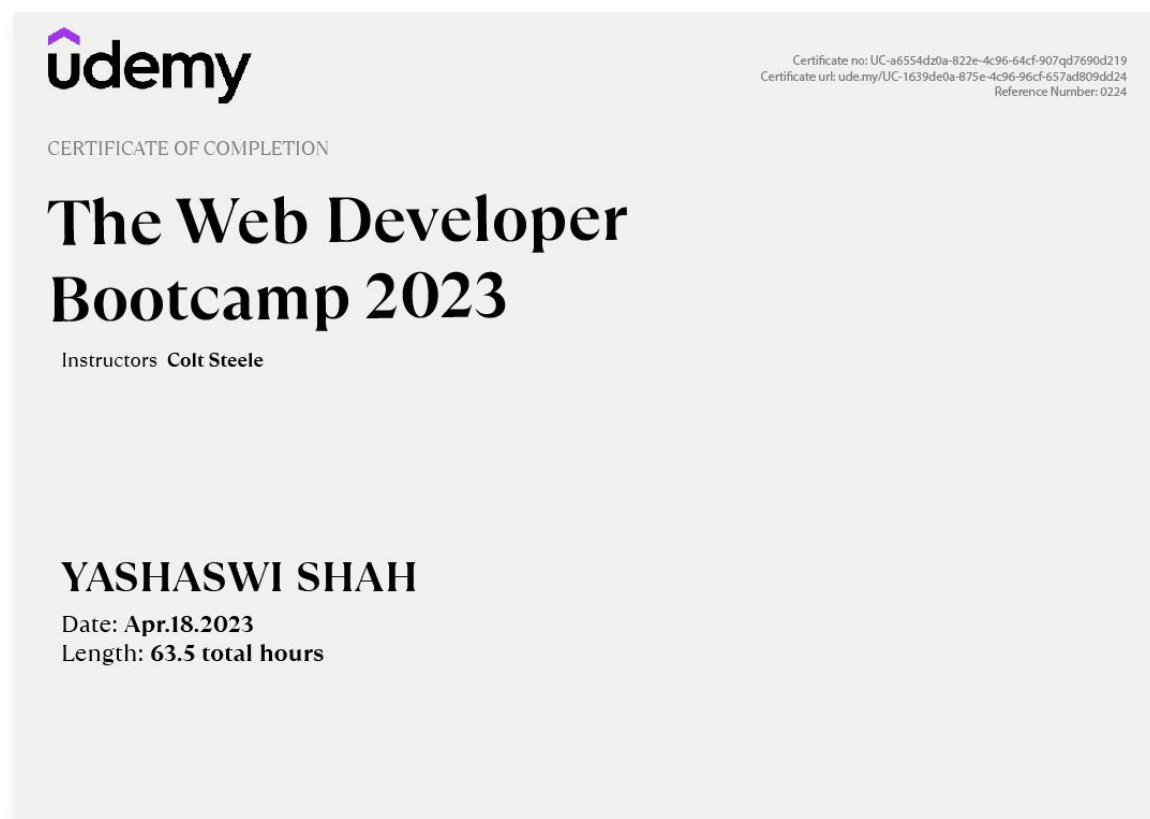 udemy
Certificate no: UC-a6554dz0a-822e-4c96-64cf-907qd7690d219
Certificate url: ude.my/UC-1639de0a-875e-4c96-96cf-657ad809dd24
Reference Number: 0224
CERTIFICATE OF COMPLETION
The Web Developer
Bootcamp 2023
Instructors Colt Steele
YASHASWI SHAH
Date: Apr.18.2023
Length: 63.5 total hours